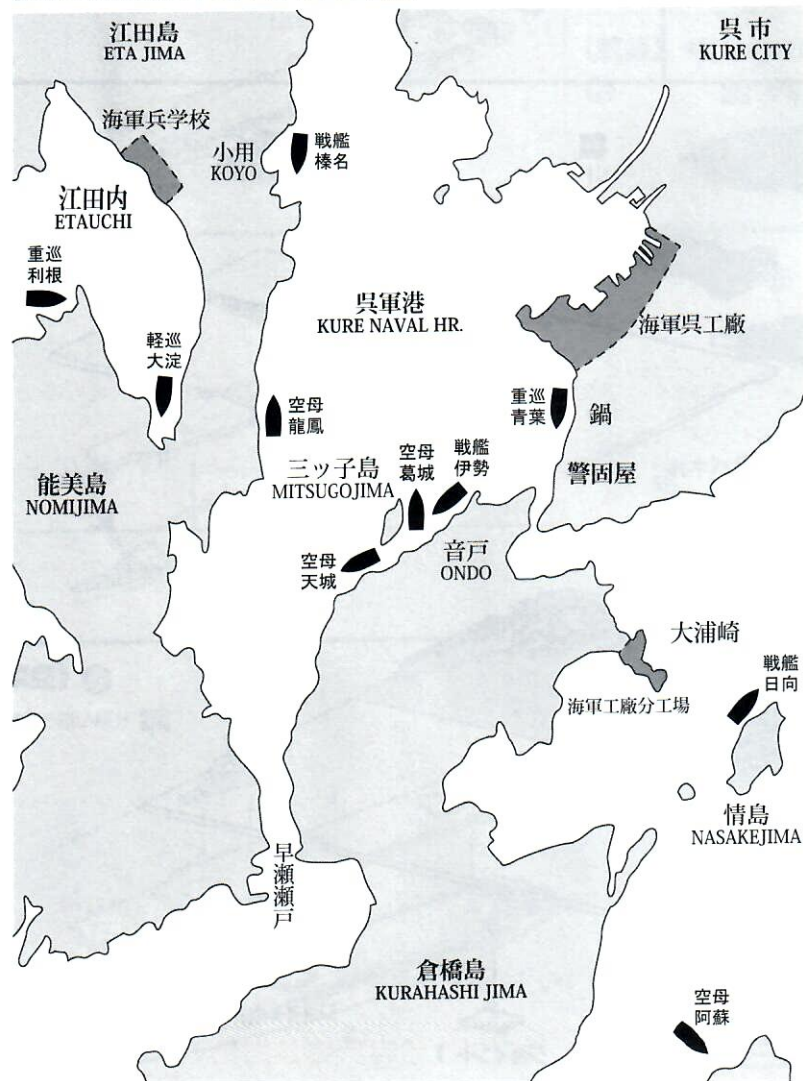 江田島
ETA JIMA
呉市
KURE CITY
海軍兵学校
小用
KOYO
戦艦
榛名
江田内
ETAUCHI
重巡
利根
呉軍港
KURE NAVAL HR.
海軍呉工廠
軽巡
大淀
空母
龍鳳
重巡
青葉
鍋
空母
葛城
戦艦
伊勢
三ッ子島
MITSUGOJIMA
警固屋
能美島
NOMIJIMA
空母
天城
音戸
ONDO
大浦崎
戦艦
日向
海軍工廠分工場
情島
NASAKEJIMA
早瀬瀬戸
倉橋島
KURAHASHI JIMA
空母
阿蘇